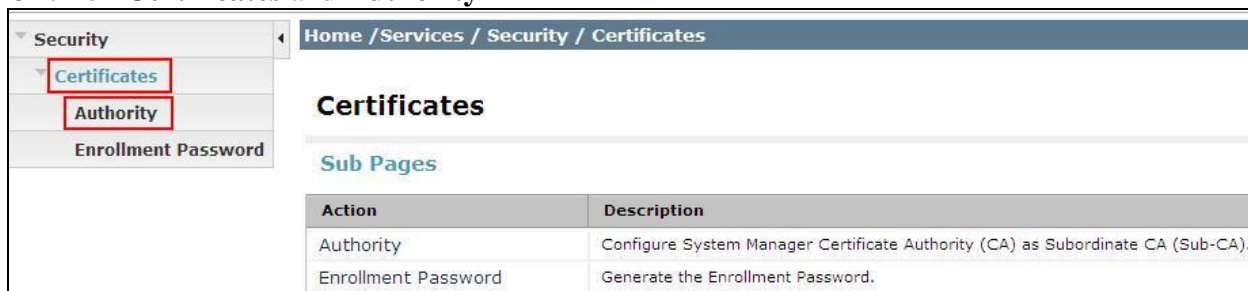 Security
Certificates
Authority
Enrollment Password
Home /Services / Security / Certificates
Certificates
Sub Pages
Action Description
Authority Configure System Manager Certificate Authority (CA) as Subordinate CA (Sub-CA).
Enrollment Password Generate the Enrollment Password.